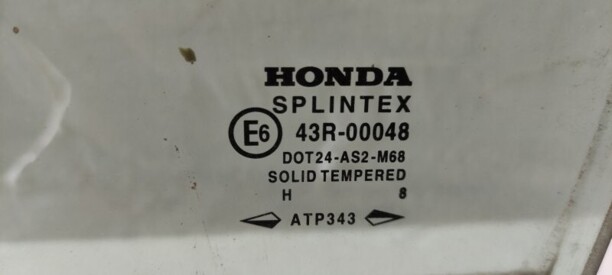 HONDA
SPLINTEX
E6 43R-00048
DOT24-AS2-M68
SOLID TEMPERED
H 8
ATP343